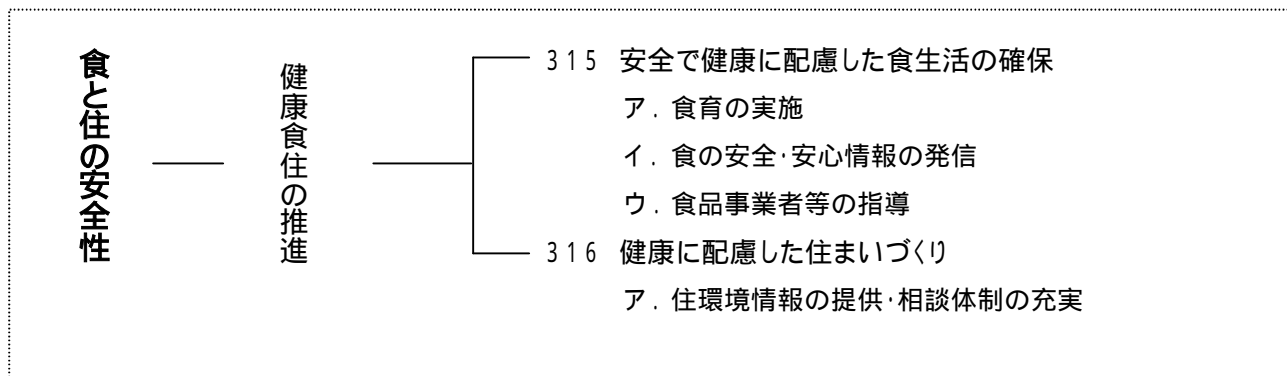 食と住の安全性
健康食住の推進
315 安全で健康に配慮した食生活の確保
ア．食育の実施
イ．食の安全･安心情報の発信
ウ．食品事業者等の指導
316 健康に配慮した住まいづくり
ア．住環境情報の提供･相談体制の充実